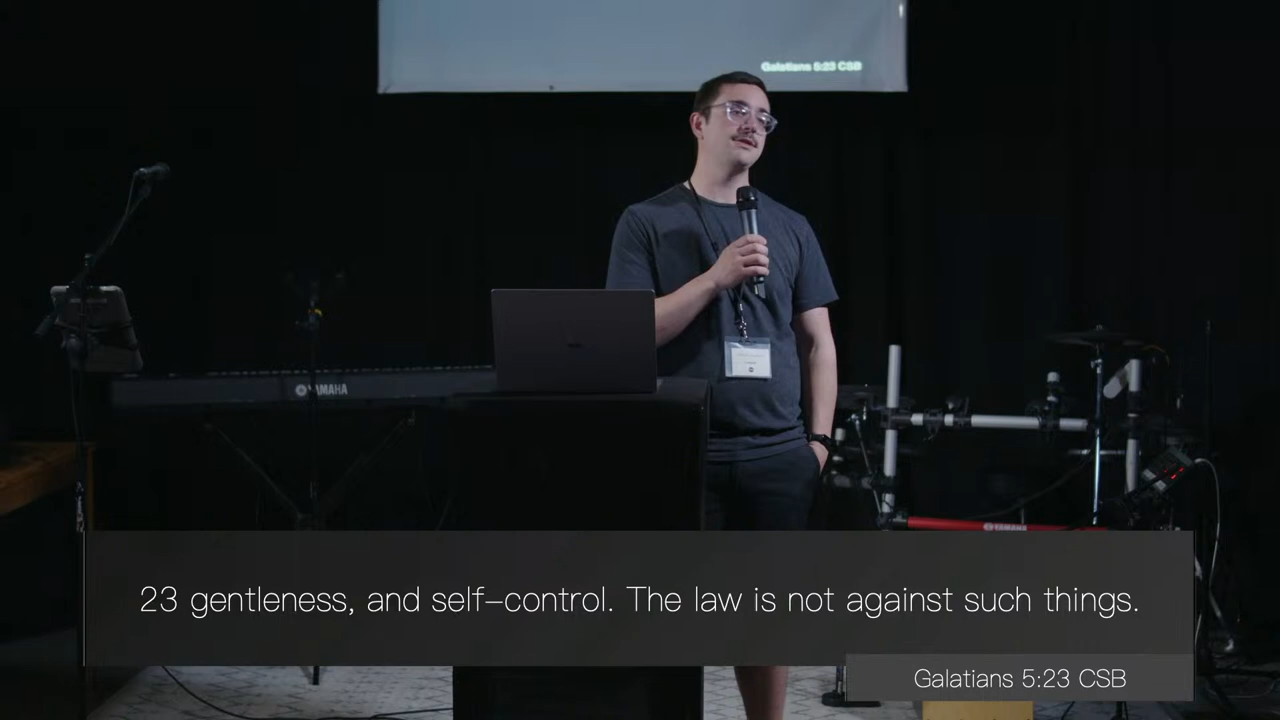 Galatians 5:23 CSB
YAMAHA
YAMAHA
23 gentleness, and self-control. The law is not against such things.
Galatians 5:23 CSB